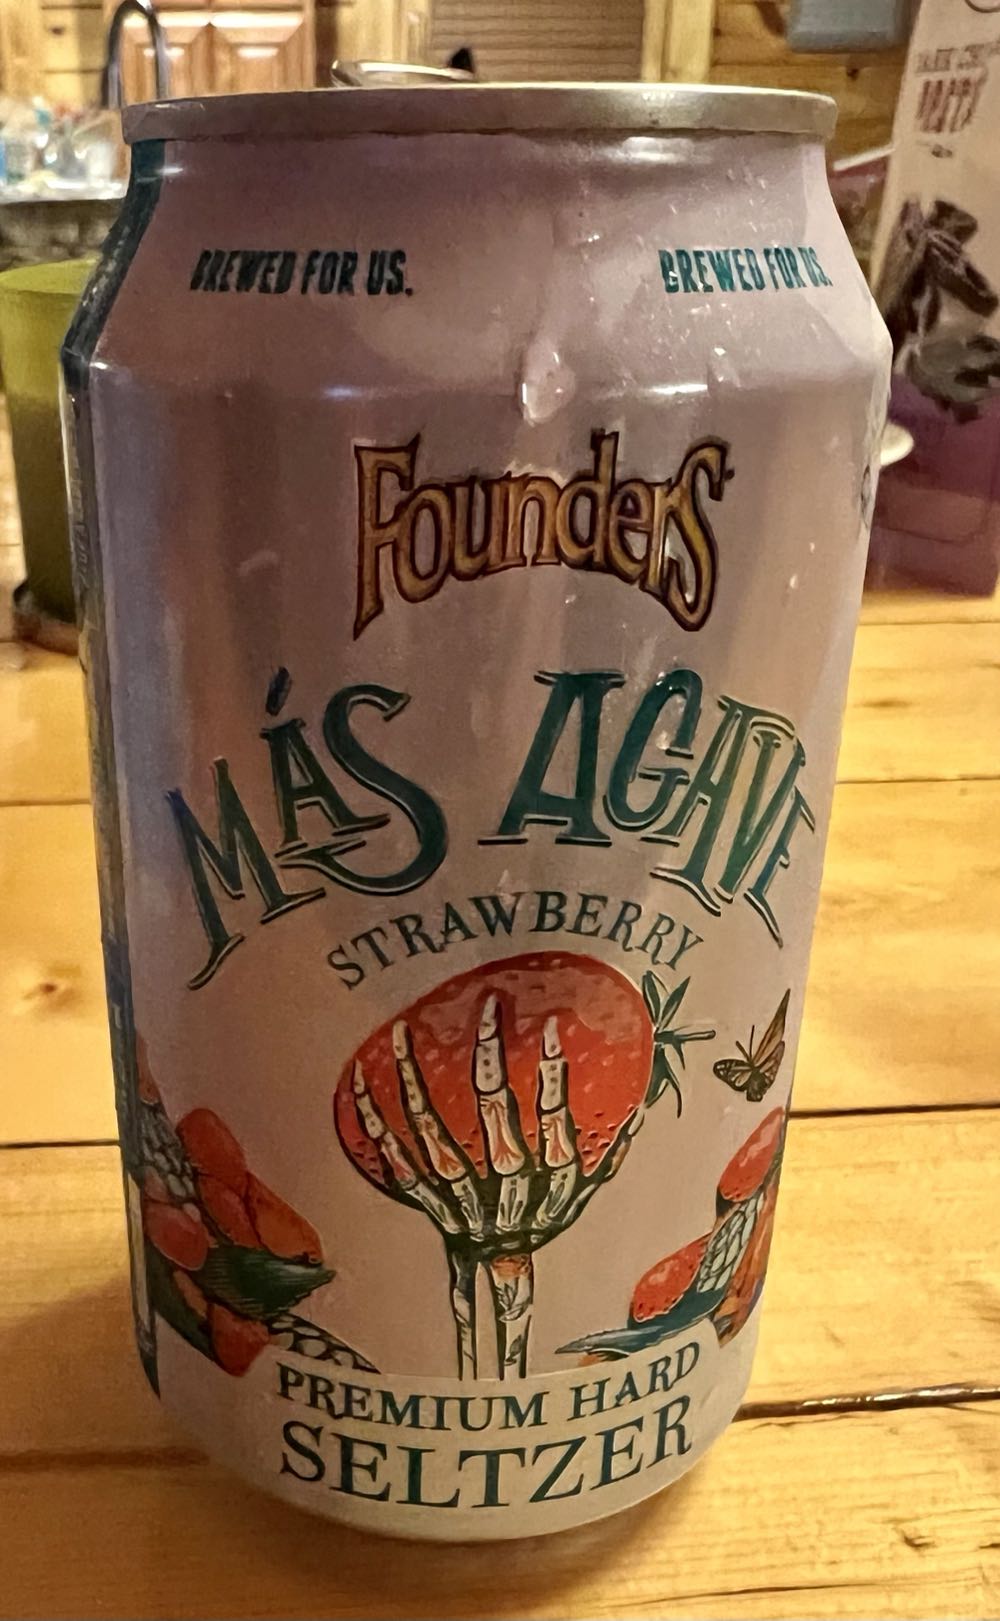 BREWED FOR US.
BREWED FOR US.
Founders
MÁS AGAVE
STRAWBERRY
PREMIUM HARD
SELTZER